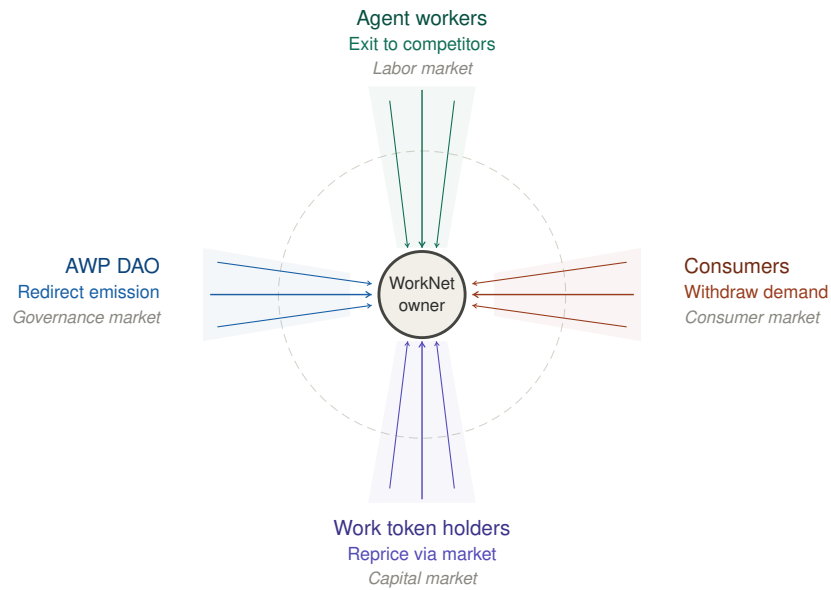 Agent workers
Exit to competitors
Labor market
AWP DAO
Redirect emission
Governance market
WorkNet
owner
Consumers
Withdraw demand
Consumer market
Work token holders
Reprice via market
Capital market